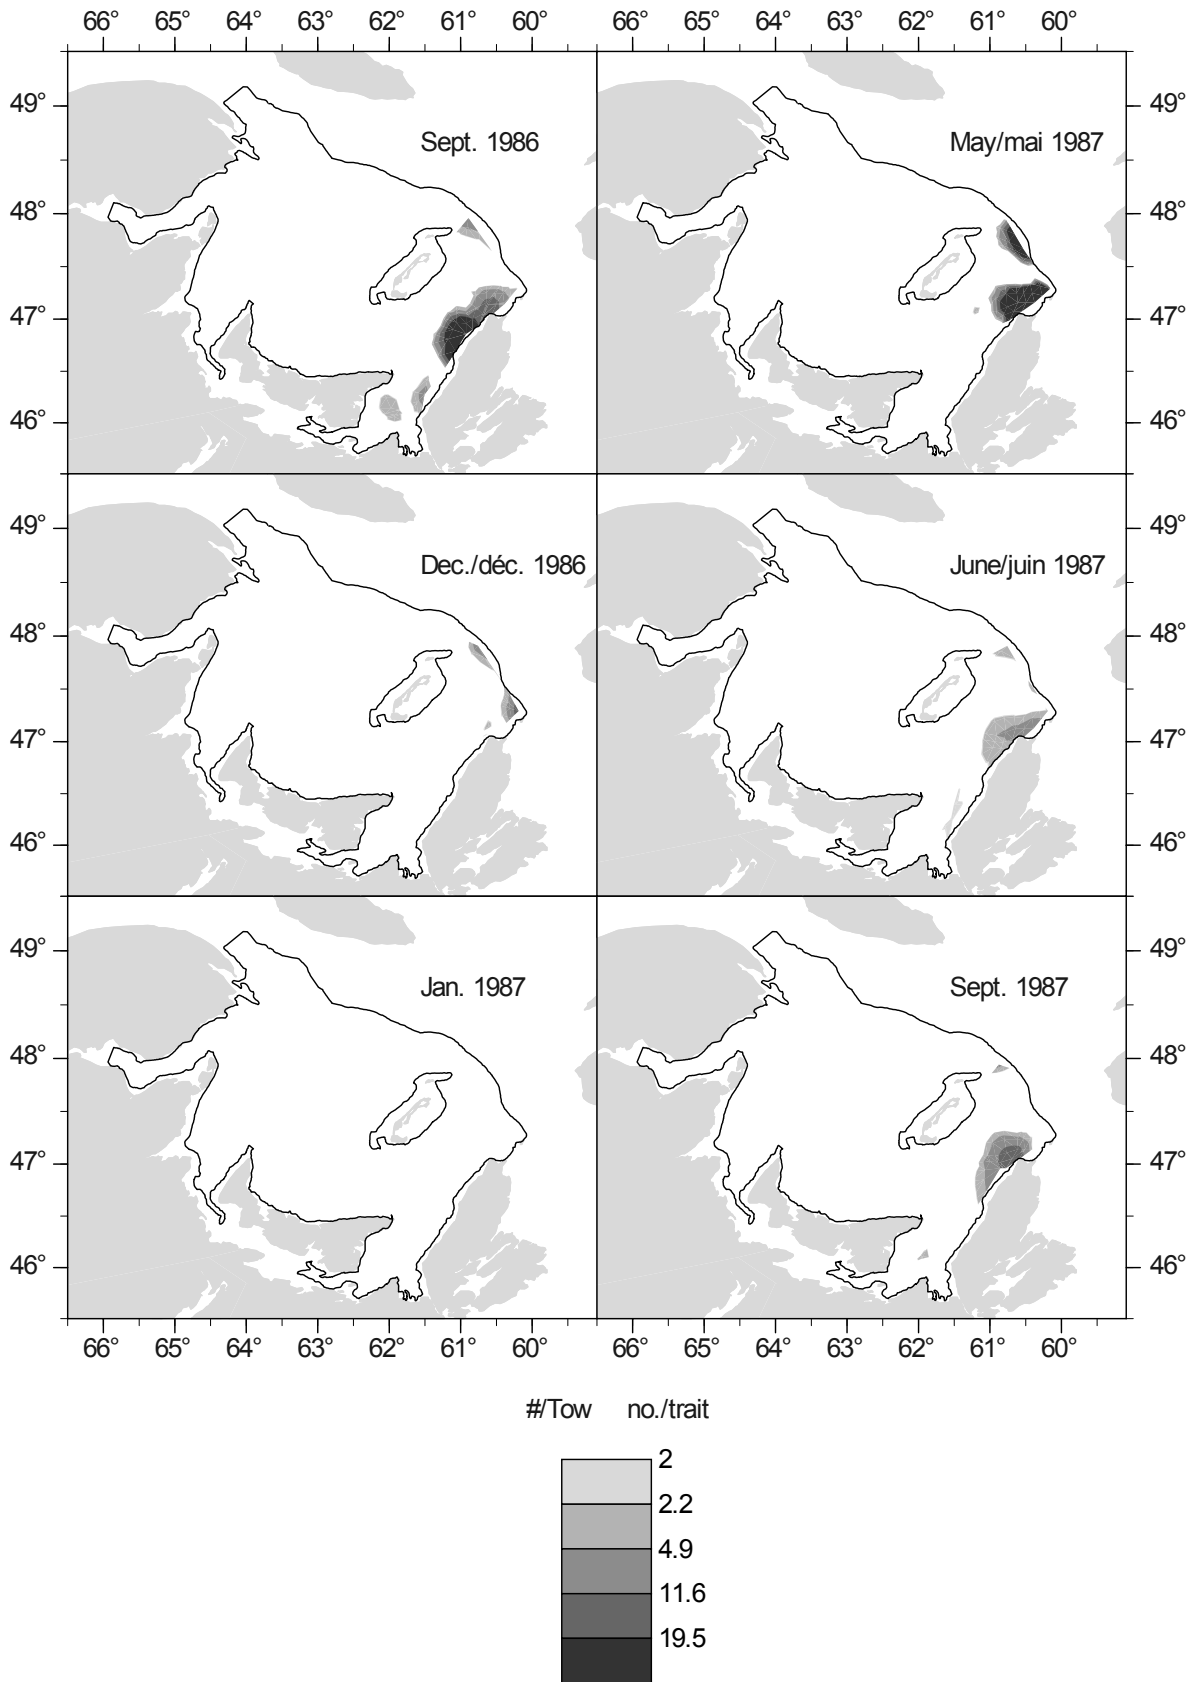 66° 65° 64° 63° 62° 61° 60° 66° 65° 64° 63° 62° 61° 60°
49° 49°
Sept. 1986 May/mai 1987
48° 48°
47° 47°
46° 46°
49° 49°
Dec./déc. 1986 June/juin 1987
48° 48°
47° 47°
46° 46°
49° 49°
Jan. 1987 Sept. 1987
48° 48°
47° 47°
46° 46°
66° 65° 64° 63° 62° 61° 60° 66° 65° 64° 63° 62° 61° 60°
#/Tow no./trait
2
2.2
4.9
11.6
19.5